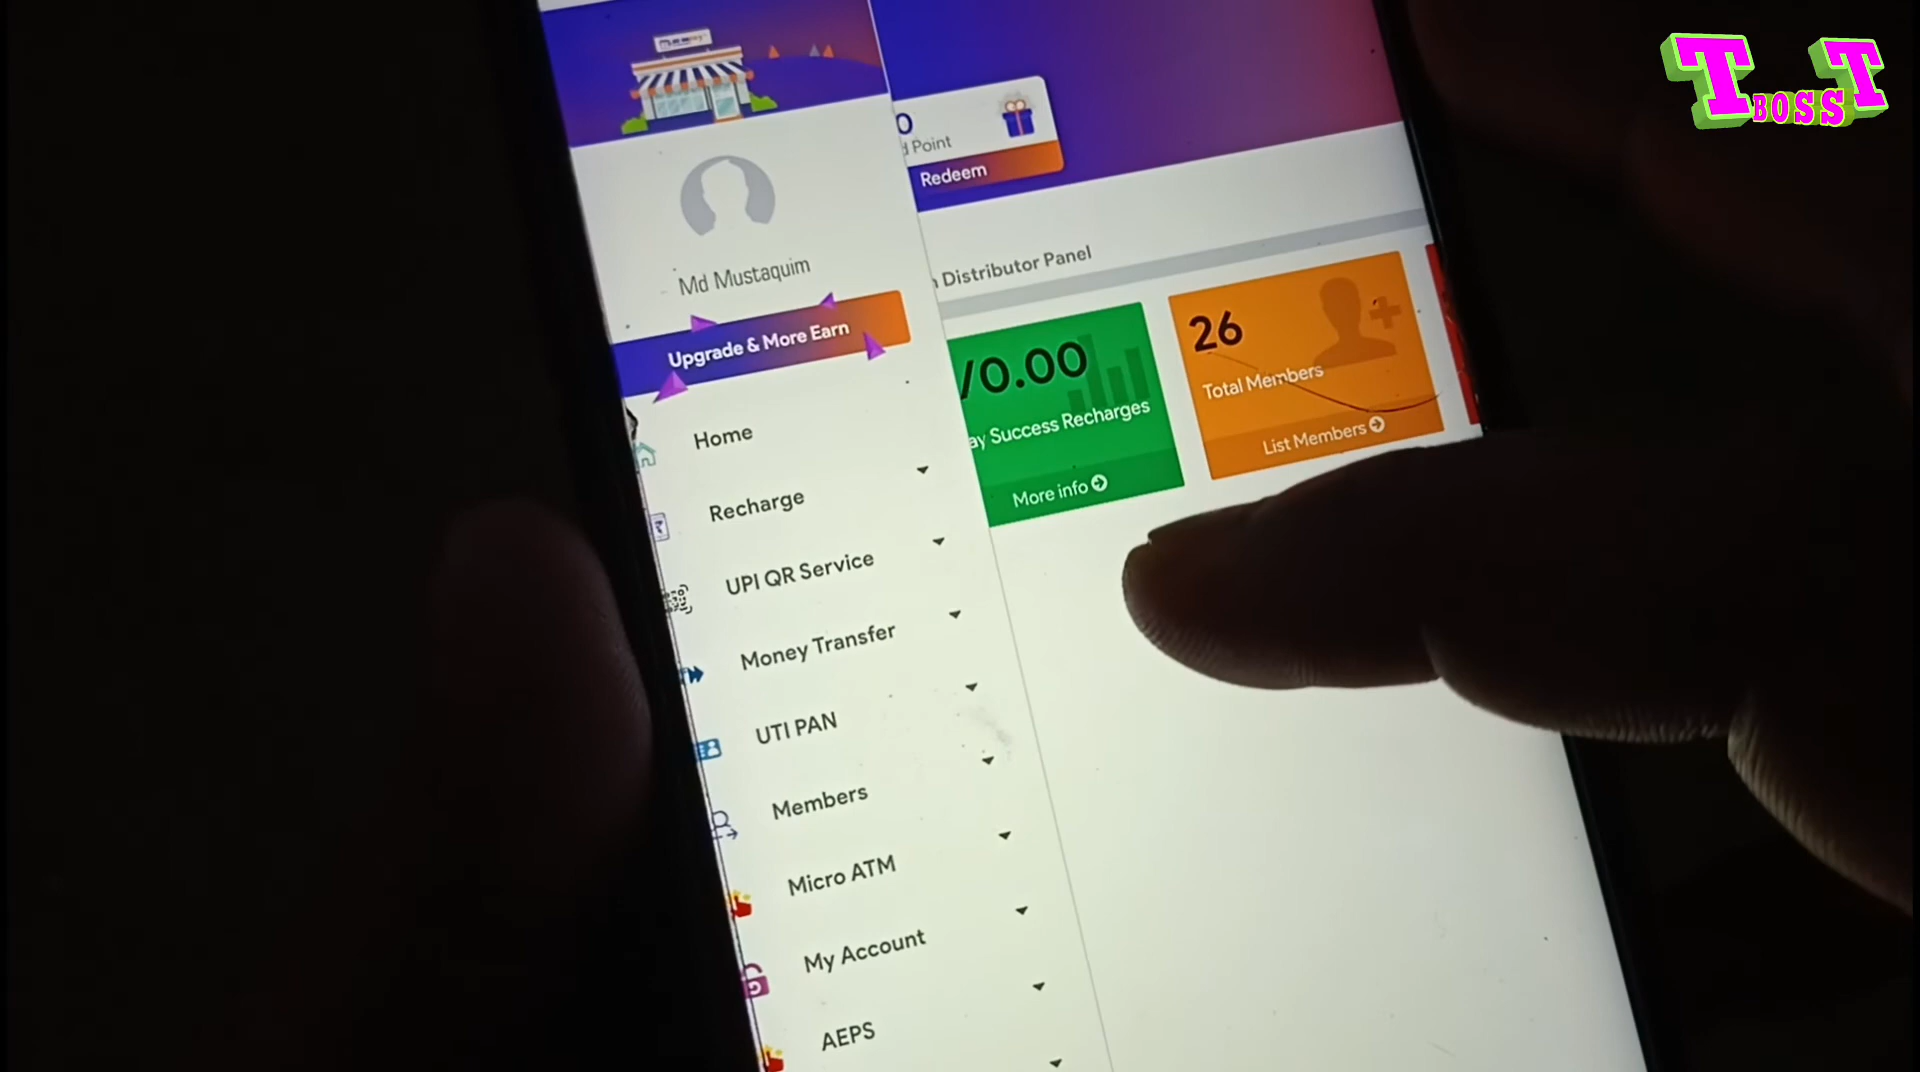 T BOSS T
0
d Point
Redeem
Md Mustaquim
Distributor Panel
Upgrade & More Earn
/0.00
ay Success Recharges
More info
26
Total Members
List Members
Home
Recharge
UPI QR Service
Money Transfer
UTI PAN
Members
Micro ATM
My Account
AEPS